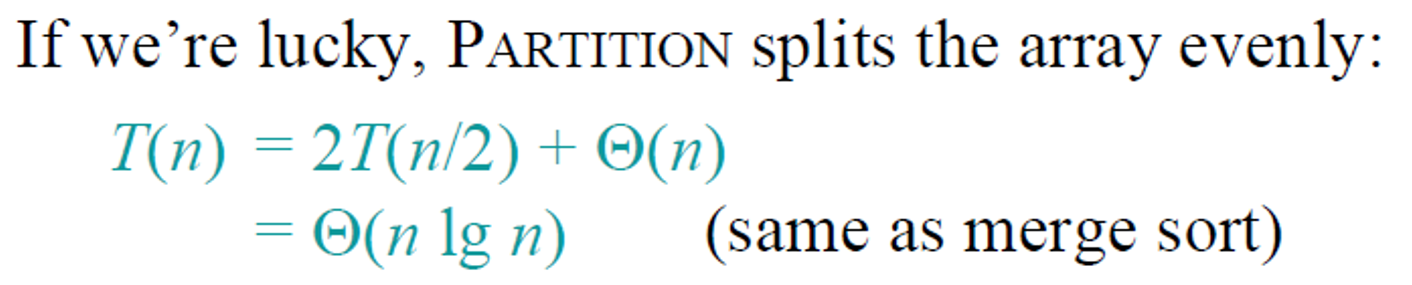 If we're lucky, PARTITION splits the array evenly:
T(n) = 2T(n/2) + Θ(n)
= Θ(n lg n) (same as merge sort)